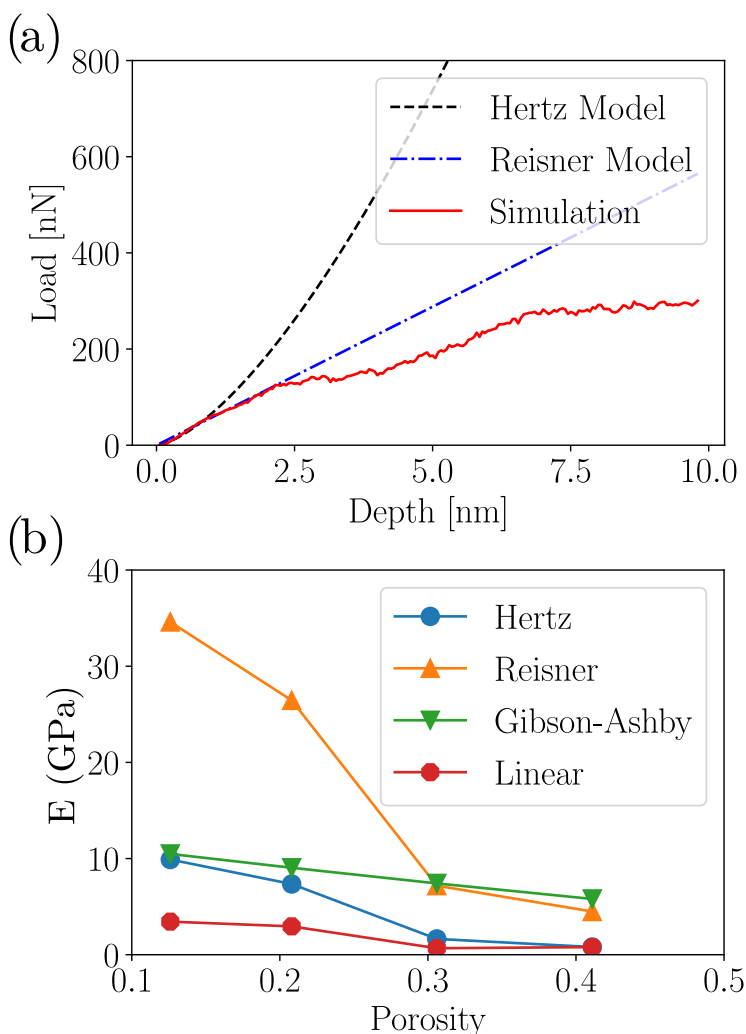 (a)
800
600
400
200
0
Load [nN]
Hertz Model
Reisner Model
Simulation
0.0 2.5 5.0 7.5 10.0
Depth [nm]
(b)
40
30
20
10
0
E (GPa)
Hertz
Reisner
Gibson-Ashby
Linear
0.1 0.2 0.3 0.4 0.5
Porosity